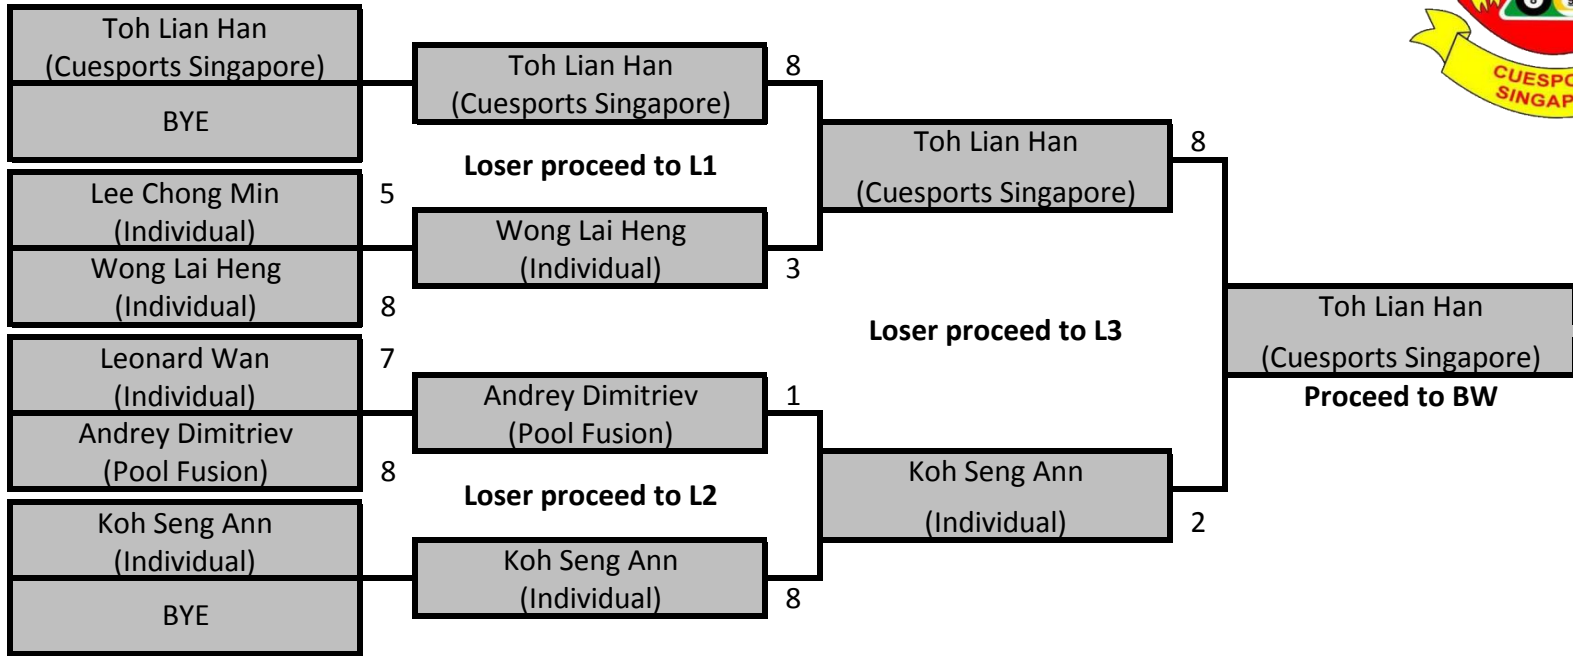 Toh Lian Han
(Cuesports Singapore)
BYE
Lee Chong Min
(Individual)
5
Wong Lai Heng
(Individual)
8
Leonard Wan
(Individual)
7
Andrey Dimitriev
(Pool Fusion)
8
Koh Seng Ann
(Individual)
BYE
Toh Lian Han
(Cuesports Singapore)
8
Loser proceed to L1
Wong Lai Heng
(Individual)
3
Andrey Dimitriev
(Pool Fusion)
1
Loser proceed to L2
Koh Seng Ann
(Individual)
8
Toh Lian Han
(Cuesports Singapore)
8
Loser proceed to L3
Koh Seng Ann
(Individual)
2
Toh Lian Han
(Cuesports Singapore)
Proceed to BW
8